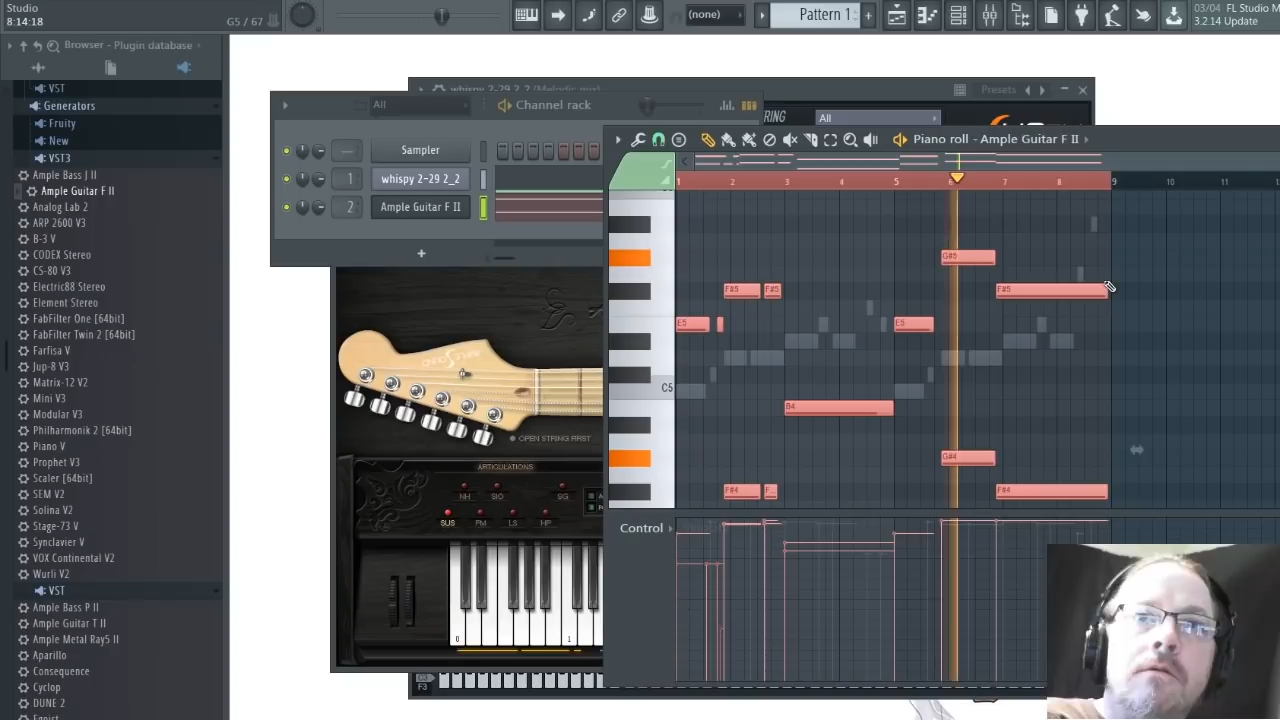 Studio
8:14:18
G5 / 67
(none)
Pattern 1
03/04 FL Studio M
3.2.14 Update
Browser - Plugin database
VST
Generators
Fruity
New
VST3
Ample Bass J II
Ample Guitar F II
Analog Lab 2
ARP 2600 V3
B-3 V
CODEX Stereo
CS-80 V3
Electric88 Stereo
Element Stereo
FabFilter One [64bit]
FabFilter Twin 2 [64bit]
Farfisa V
Jup-8 V3
Matrix-12 V2
Mini V3
Modular V3
Philharmonik 2 [64bit]
Piano V
Prophet V3
Scaler [64bit]
SEM V2
Solina V2
Stage-73 V
Synclavier V
VOX Continental V2
Wurli V2
VST
Ample Bass P II
Ample Guitar T II
Ample Metal Ray5 II
Aparillo
Consequence
Cyclop
DUNE 2
Presets
All
All
Channel rack
Sampler
1
whispy 2-29 2_2
2
Ample Guitar F II
Piano roll - Ample Guitar F II
1 2 3 4 5 6 7 8 9 10 11
G#5
F#5 F#5 F#5
E5 E5
C5
B4
G#4
F#4 F... F#4
Control
OPEN STRING FIRST
ARTICULATIONS
NH SIO SG
SUS PM LS HP
0 1
F3